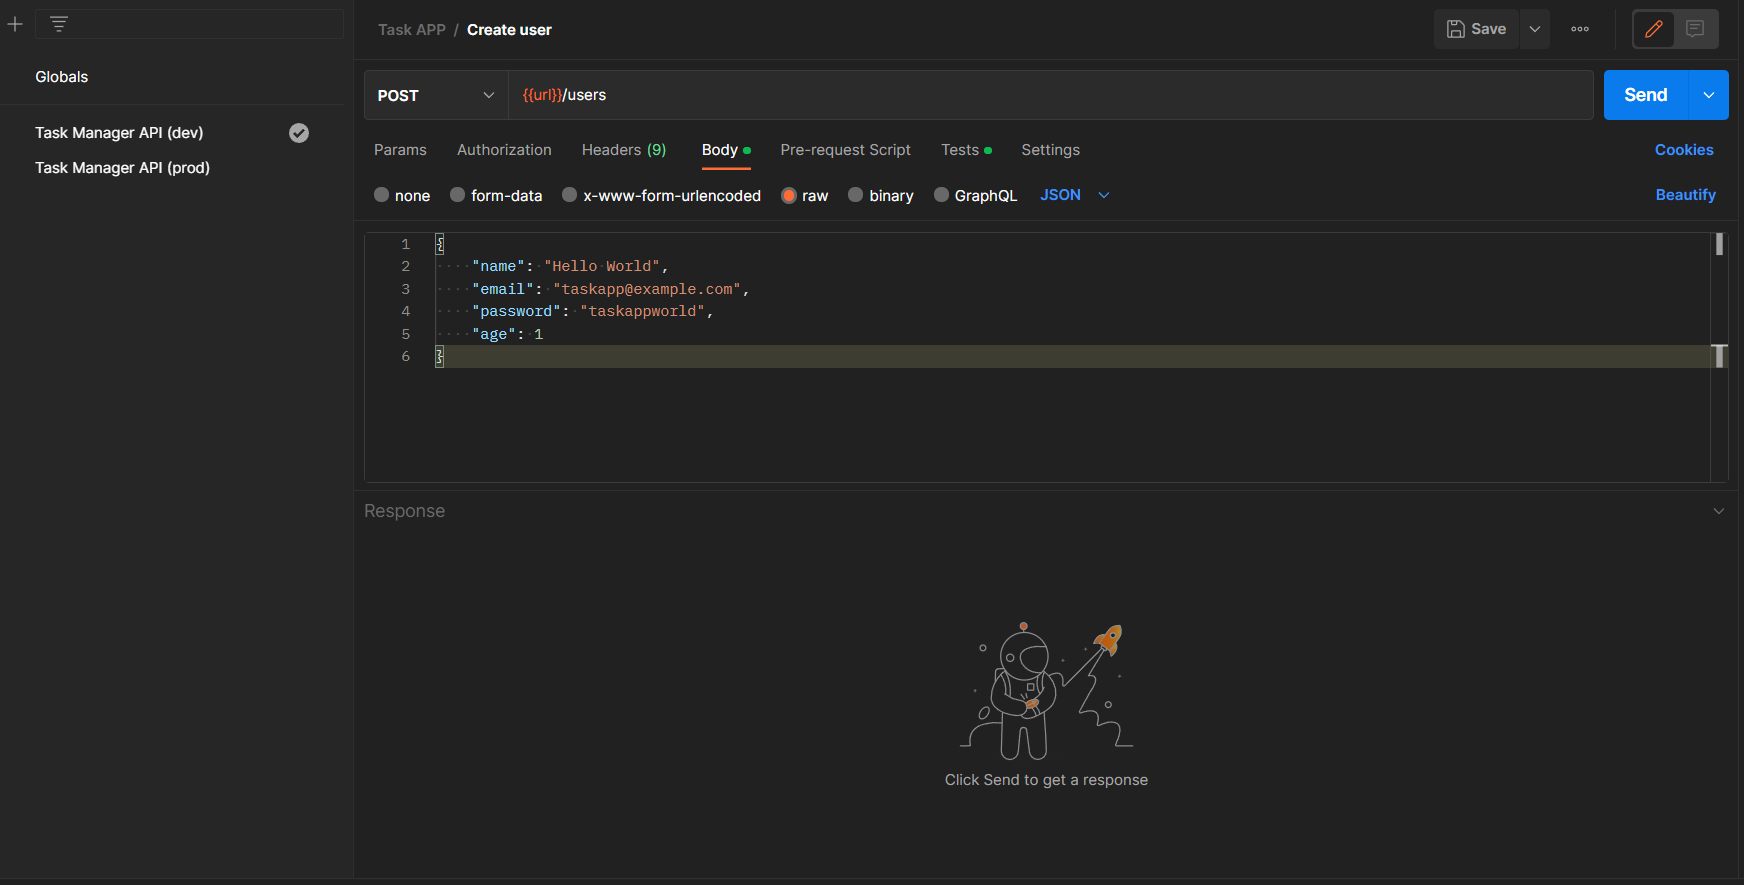 Globals
Task Manager API (dev)
Task Manager API (prod)
Task APP / Create user
Save
POST {{url}}/users Send
Params Authorization Headers (9) Body Pre-request Script Tests Settings Cookies
none form-data x-www-form-urlencoded raw binary GraphQL JSON Beautify
1 {
2 "name": "Hello World",
3 "email": "taskapp@example.com",
4 "password": "taskappworld",
5 "age": 1
6 }
Response
Click Send to get a response